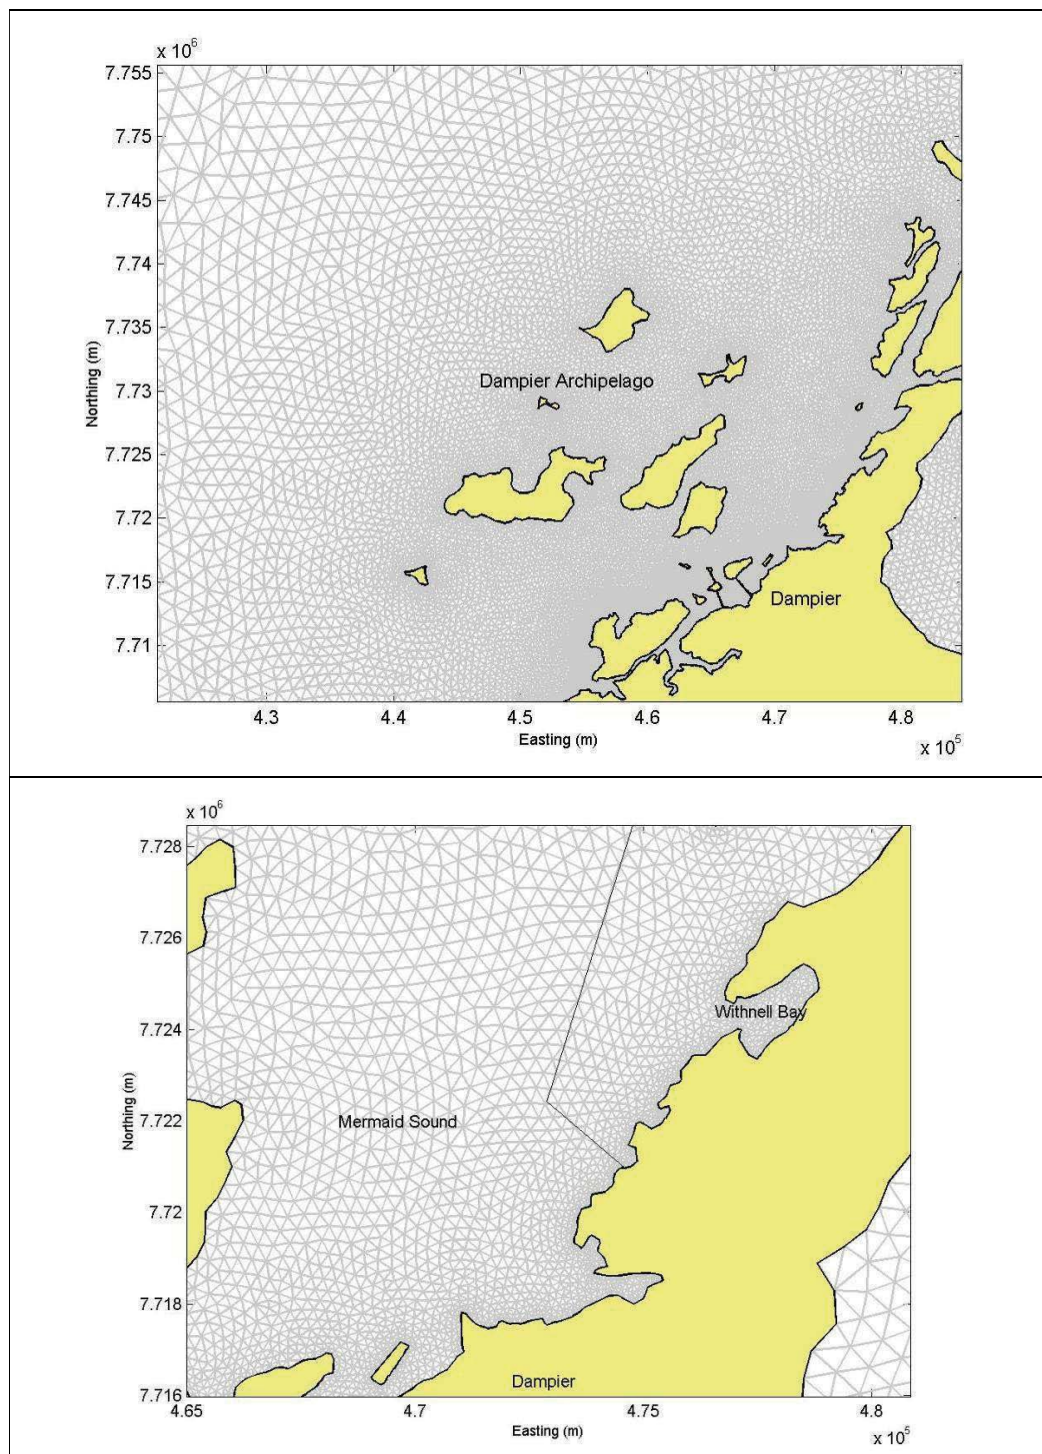 x 10^6
7.755
7.75
7.745
7.74
7.735
7.73
7.725
7.72
7.715
7.71
Northing (m)
Dampier Archipelago
Dampier
4.3 4.4 4.5 4.6 4.7 4.8
Easting (m)
x 10^5
x 10^6
7.728
7.726
7.724
7.722
7.72
7.718
7.716
Northing (m)
Withnell Bay
Mermaid Sound
Dampier
4.65 4.7 4.75 4.8
Easting (m)
x 10^5